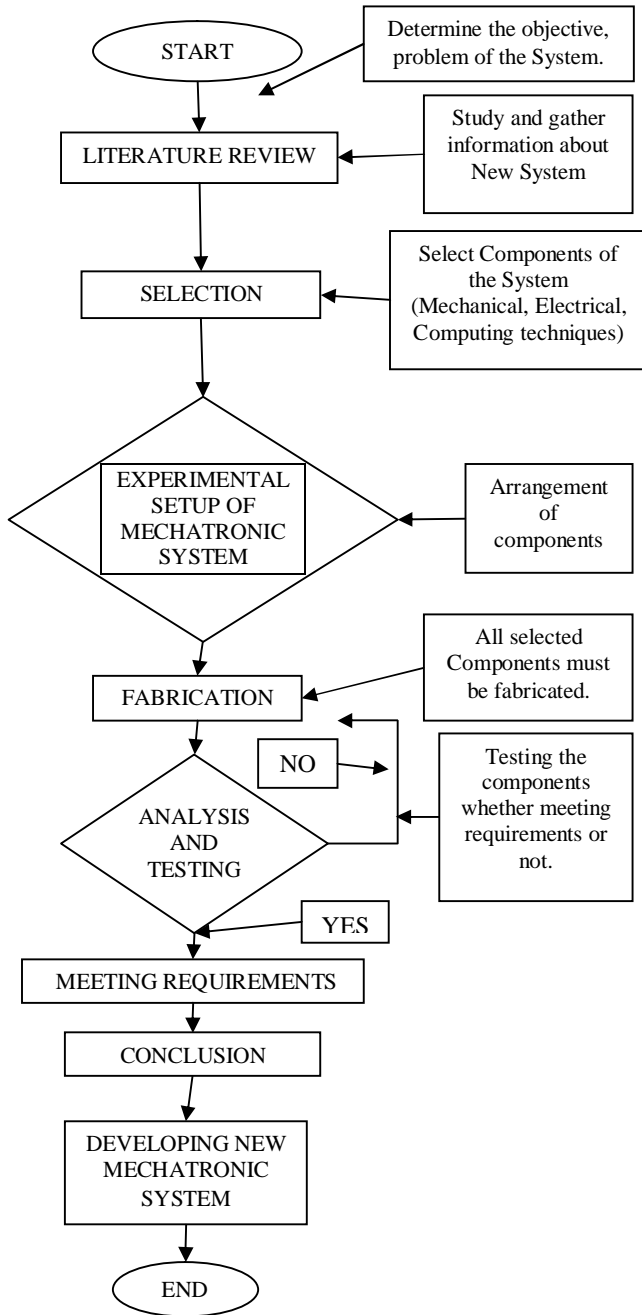 START
Determine the objective,
problem of the System.
LITERATURE REVIEW
Study and gather
information about
New System
SELECTION
Select Components of
the System
(Mechanical, Electrical,
Computing techniques)
EXPERIMENTAL
SETUP OF
MECHATRONIC
SYSTEM
Arrangement
of
components
FABRICATION
All selected
Components must
be fabricated.
NO
ANALYSIS
AND
TESTING
Testing the
components
whether meeting
requirements or
not.
YES
MEETING REQUIREMENTS
CONCLUSION
DEVELOPING NEW
MECHATRONIC
SYSTEM
END